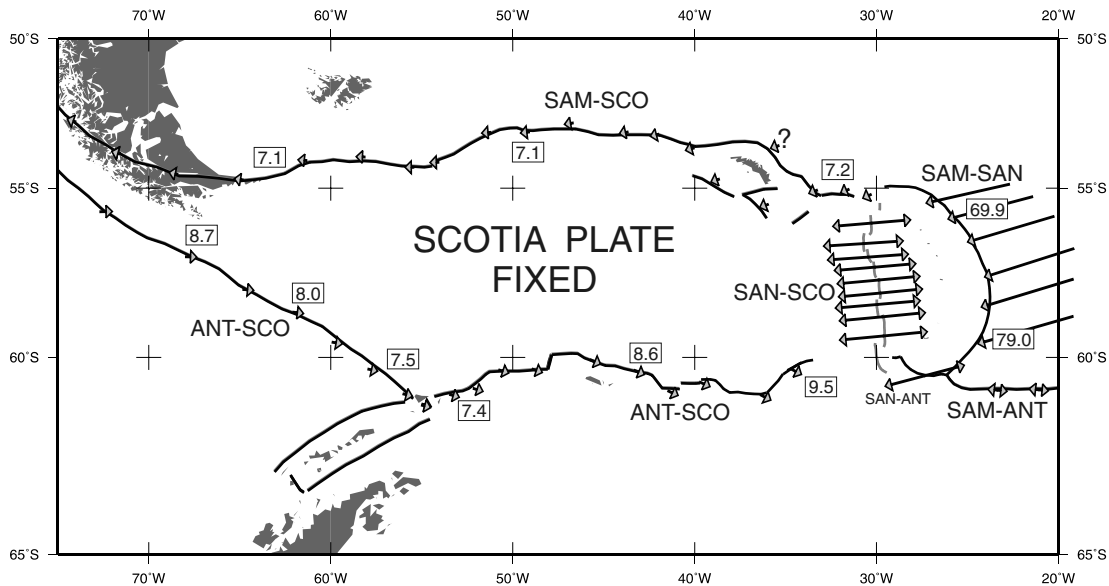 70˚W 60˚W 50˚W 40˚W 30˚W 20˚W
50˚S 50˚S
SAM-SCO
?
7.1 7.1 7.2
SAM-SAN
55˚S 55˚S
69.9
8.7
SCOTIA PLATE
FIXED
8.0
SAN-SCO
ANT-SCO
79.0
7.5 8.6
60˚S 60˚S
9.5
SAN-ANT
7.4
ANT-SCO
SAM-ANT
65˚S 65˚S
70˚W 60˚W 50˚W 40˚W 30˚W 20˚W